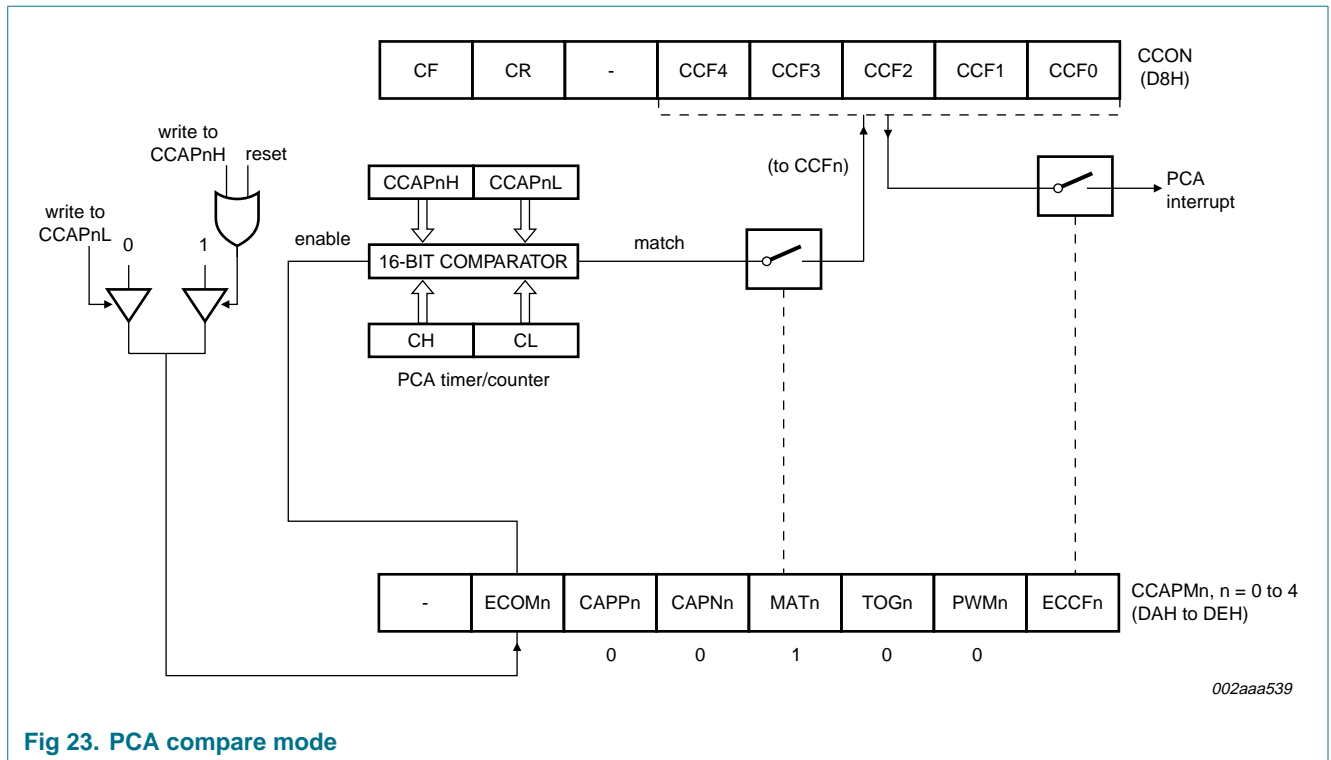 CF CR - CCF4 CCF3 CCF2 CCF1 CCF0
CCON
(D8H)
write to
CCAPnH
reset
write to
CCAPnL
0
1
CCAPnH CCAPnL
(to CCFn)
PCA
interrupt
enable
16-BIT COMPARATOR
match
CH CL
PCA timer/counter
- ECOMn CAPPn CAPNn MATn TOGn PWMn ECCFn
CCAPMn, n = 0 to 4
(DAH to DEH)
0 0 1 0 0
002aaa539
Fig 23. PCA compare mode